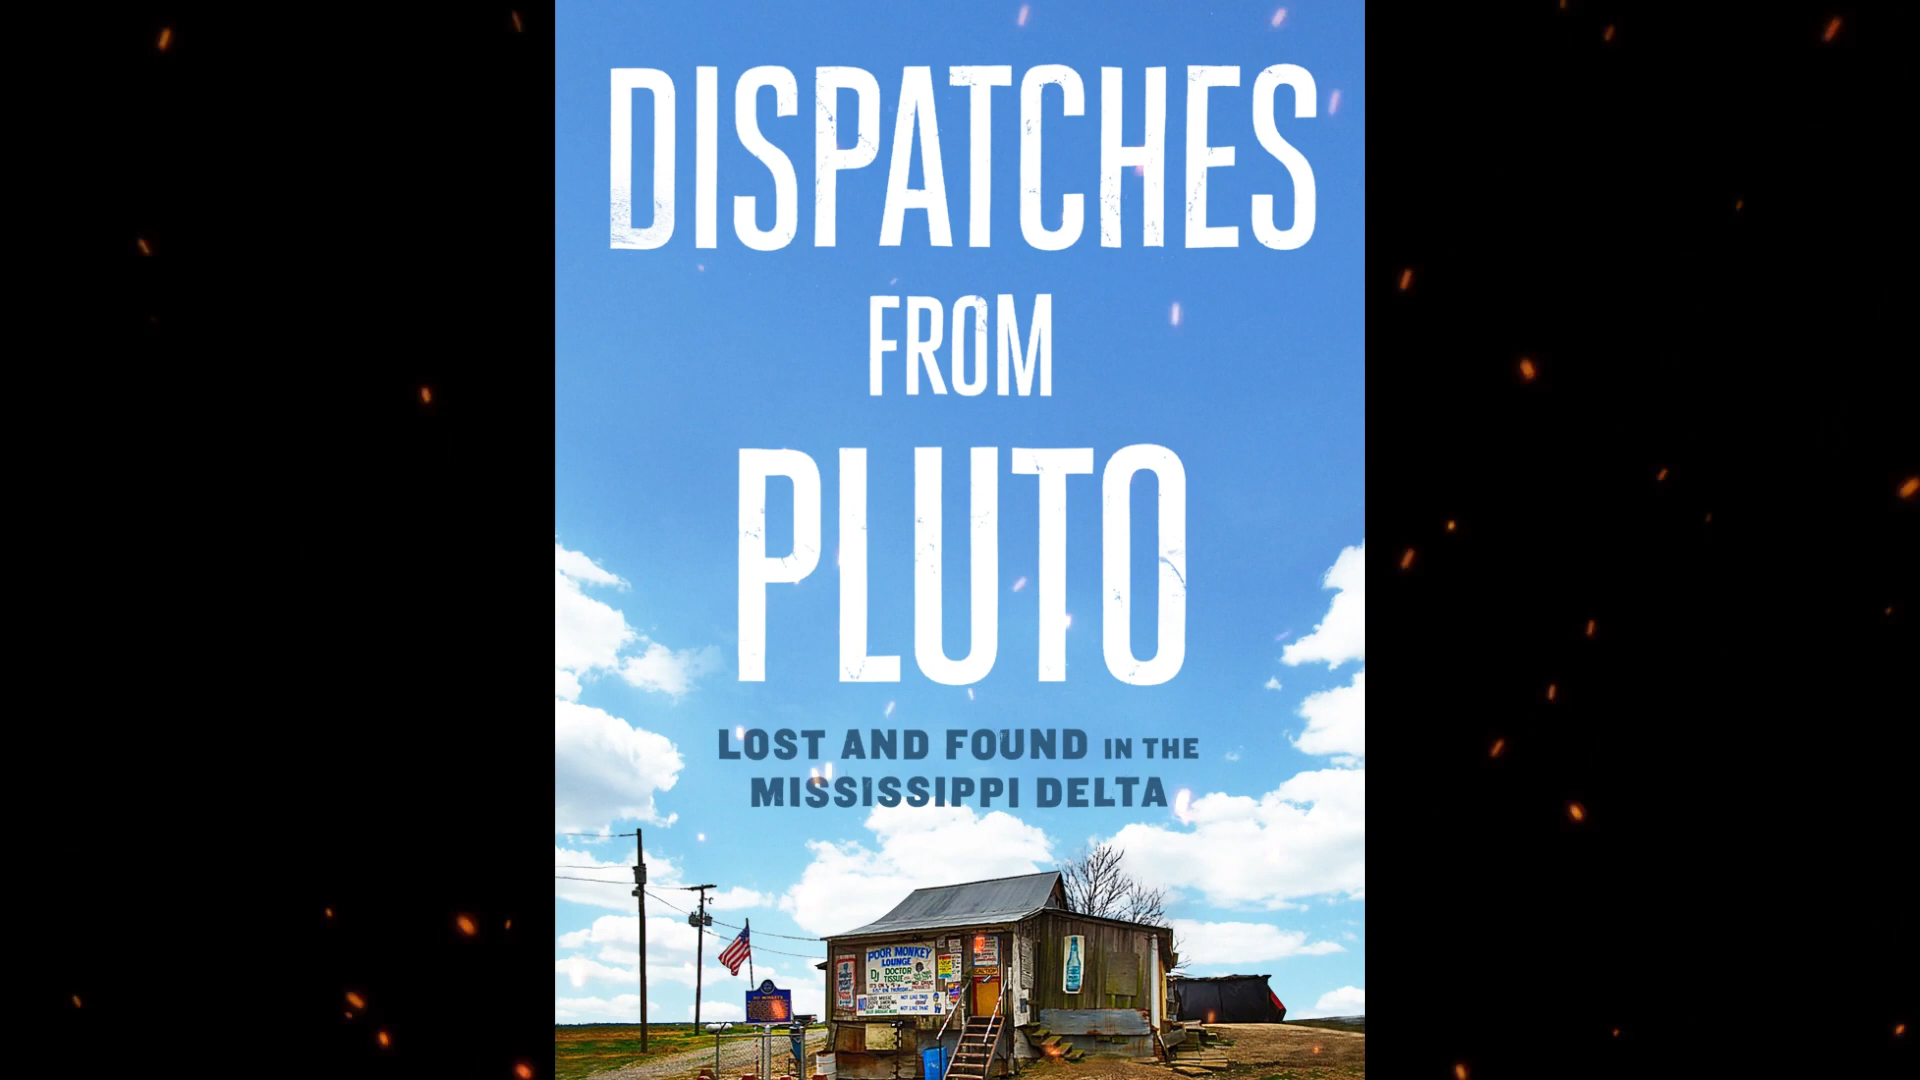 DISPATCHES
FROM
PLUTO
LOST AND FOUND IN THE
MISSISSIPPI DELTA
POOR MONKEY
LOUNGE
DJ DOCTOR
TISSUE